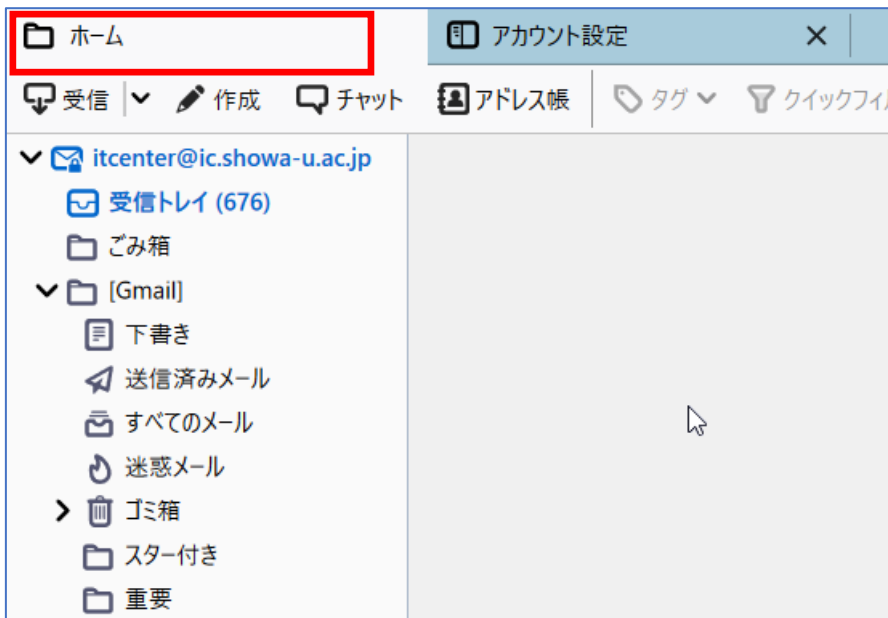 ホーム アカウント設定
受信 作成 チャット アドレス帳 タグ クイックフィ
itcenter@ic.showa-u.ac.jp
受信トレイ (676)
ごみ箱
[Gmail]
下書き
送信済みメール
すべてのメール
迷惑メール
ゴミ箱
スター付き
重要